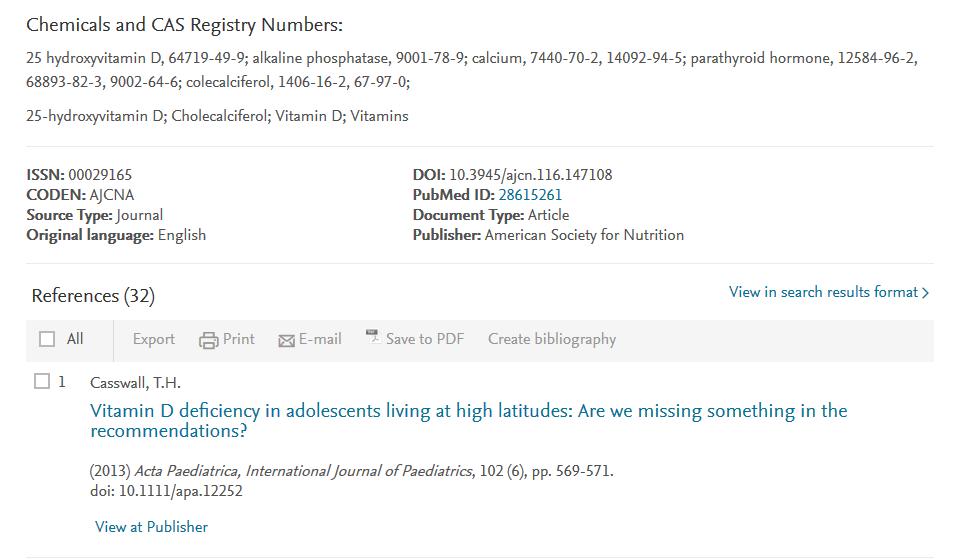 Chemicals and CAS Registry Numbers:
25 hydroxyvitamin D, 64719-49-9; alkaline phosphatase, 9001-78-9; calcium, 7440-70-2, 14092-94-5; parathyroid hormone, 12584-96-2,
68893-82-3, 9002-64-6; colecalciferol, 1406-16-2, 67-97-0;
25-hydroxyvitamin D; Cholecalciferol; Vitamin D; Vitamins
ISSN: 00029165
CODEN: AJCNA
Source Type: Journal
Original language: English
DOI: 10.3945/ajcn.116.147108
PubMed ID: 28615261
Document Type: Article
Publisher: American Society for Nutrition
References (32)
View in search results format
All Export Print E-mail Save to PDF Create bibliography
1 Casswall, T.H.
Vitamin D deficiency in adolescents living at high latitudes: Are we missing something in the
recommendations?
(2013) Acta Paediatrica, International Journal of Paediatrics, 102 (6), pp. 569-571.
doi: 10.1111/apa.12252
View at Publisher